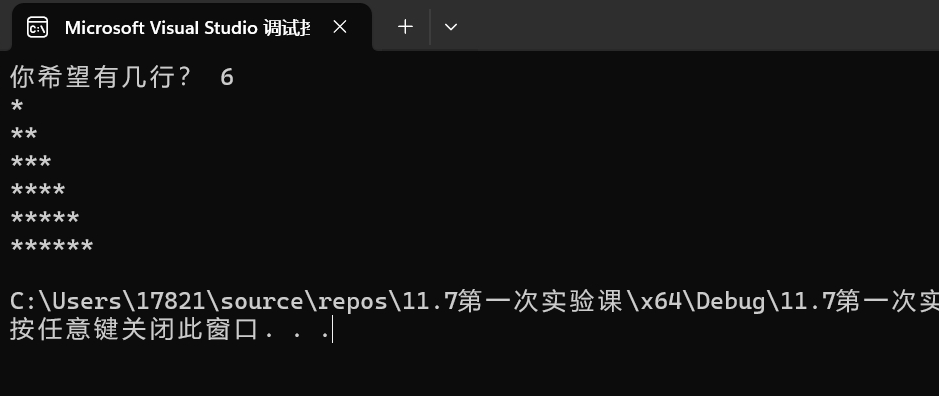 Microsoft Visual Studio 调试控
你希望有几行? 6
*
**
***
****
*****
******
C:\Users\17821\source\repos\11.7第一次实验课\x64\Debug\11.7第一次实
按任意键关闭此窗口. . .